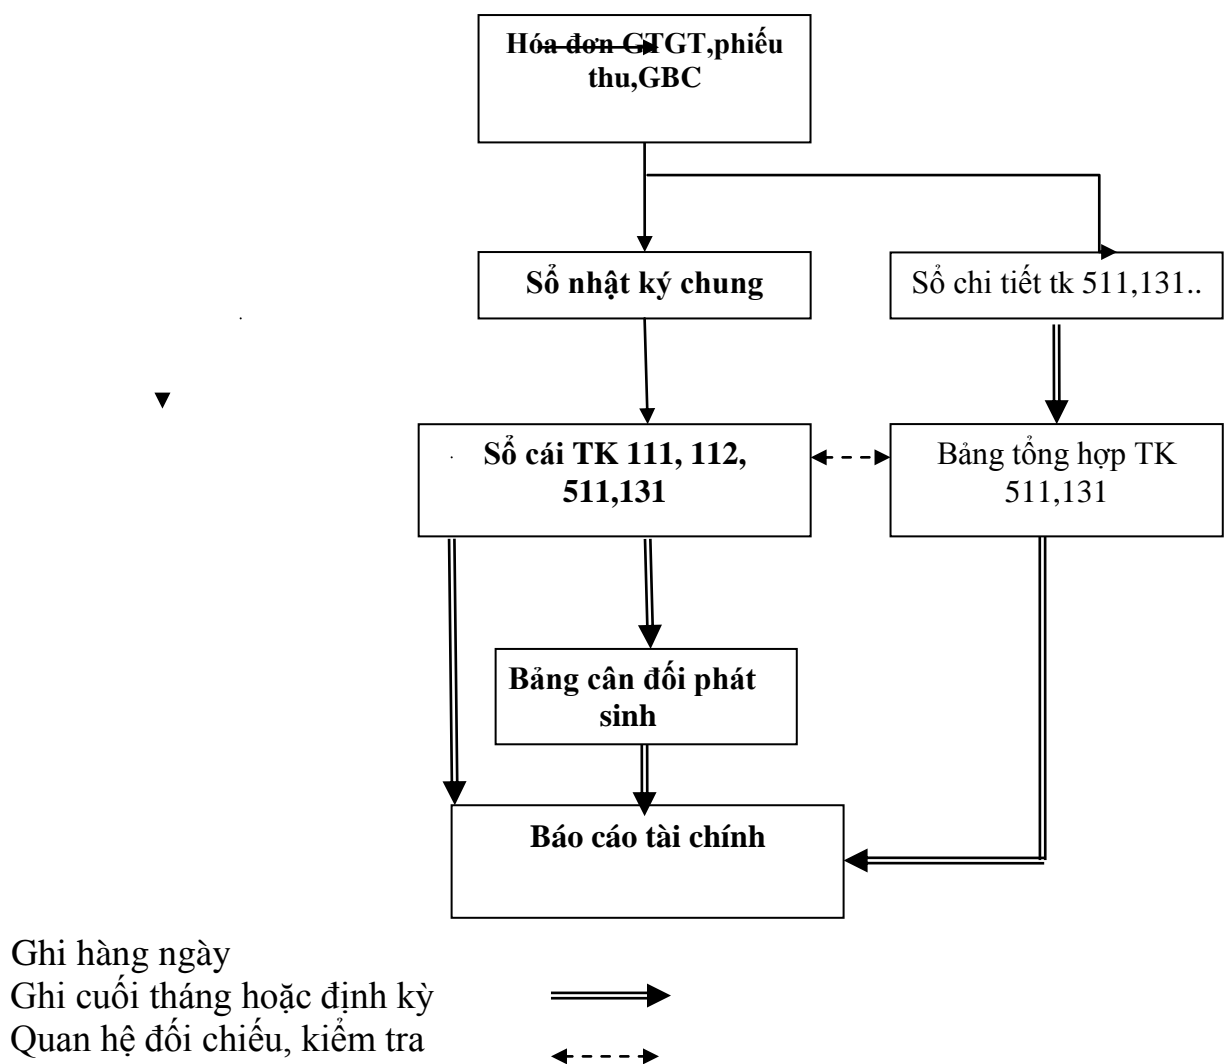 Hóa đơn GTGT,phiếu
thu,GBC
Sổ nhật ký chung
Sổ chi tiết tk 511,131..
Sổ cái TK 111, 112,
511,131
Bảng tổng hợp TK
511,131
Bảng cân đối phát
sinh
Báo cáo tài chính
Ghi hàng ngày
Ghi cuối tháng hoặc định kỳ
Quan hệ đối chiếu, kiểm tra